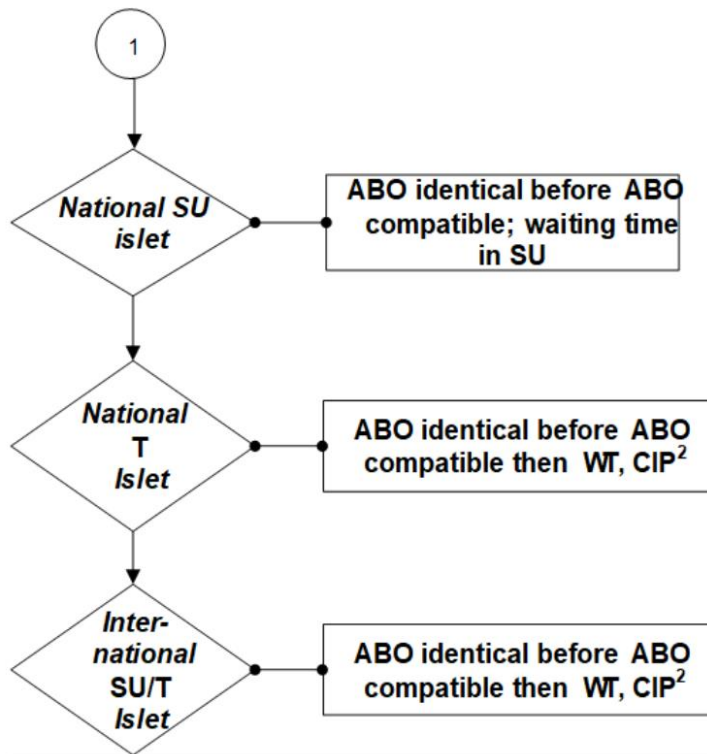 1
National SU
islet
ABO identical before ABO
compatible; waiting time
in SU
National
T
Islet
ABO identical before ABO
compatible then WT, CIP²
Inter-
national
SU/T
Islet
ABO identical before ABO
compatible then WT, CIP²